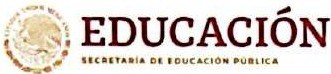 EDUCACIÓN
SECRETARÍA DE EDUCACIÓN PÚBLICA